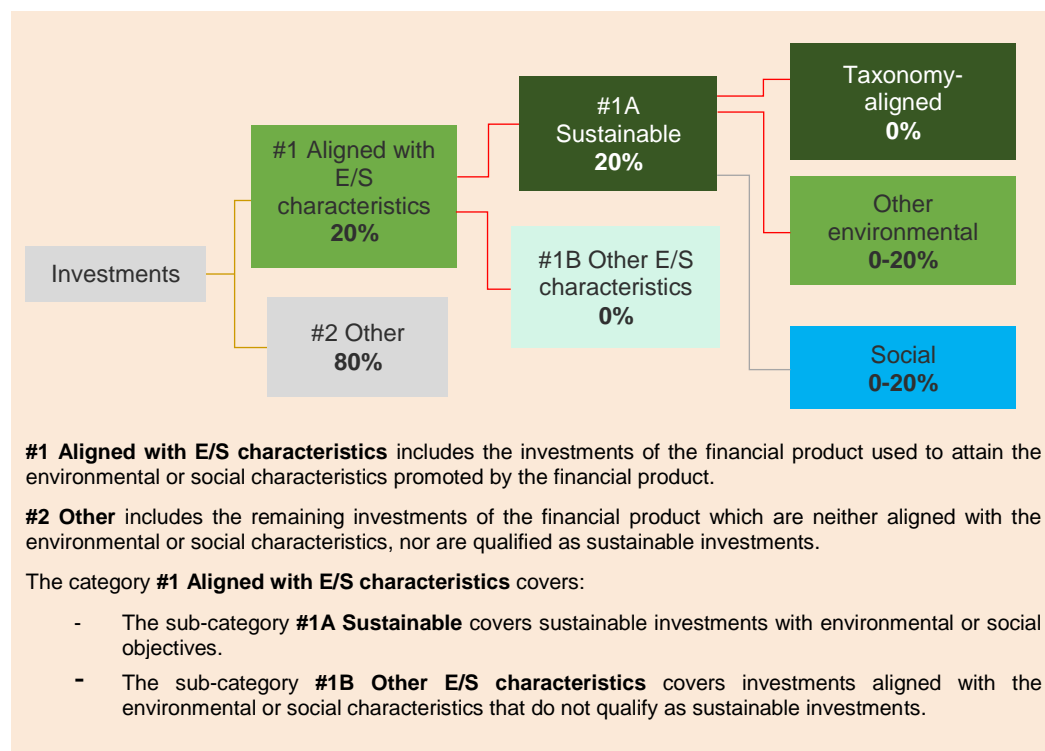 Investments
#1 Aligned with
E/S
characteristics
20%
#2 Other
80%
#1A
Sustainable
20%
#1B Other E/S
characteristics
0%
Taxonomy-
aligned
0%
Other
environmental
0-20%
Social
0-20%
#1 Aligned with E/S characteristics includes the investments of the financial product used to attain the
environmental or social characteristics promoted by the financial product.
#2 Other includes the remaining investments of the financial product which are neither aligned with the
environmental or social characteristics, nor are qualified as sustainable investments.
The category #1 Aligned with E/S characteristics covers:
- The sub-category #1A Sustainable covers sustainable investments with environmental or social
objectives.
- The sub-category #1B Other E/S characteristics covers investments aligned with the
environmental or social characteristics that do not qualify as sustainable investments.